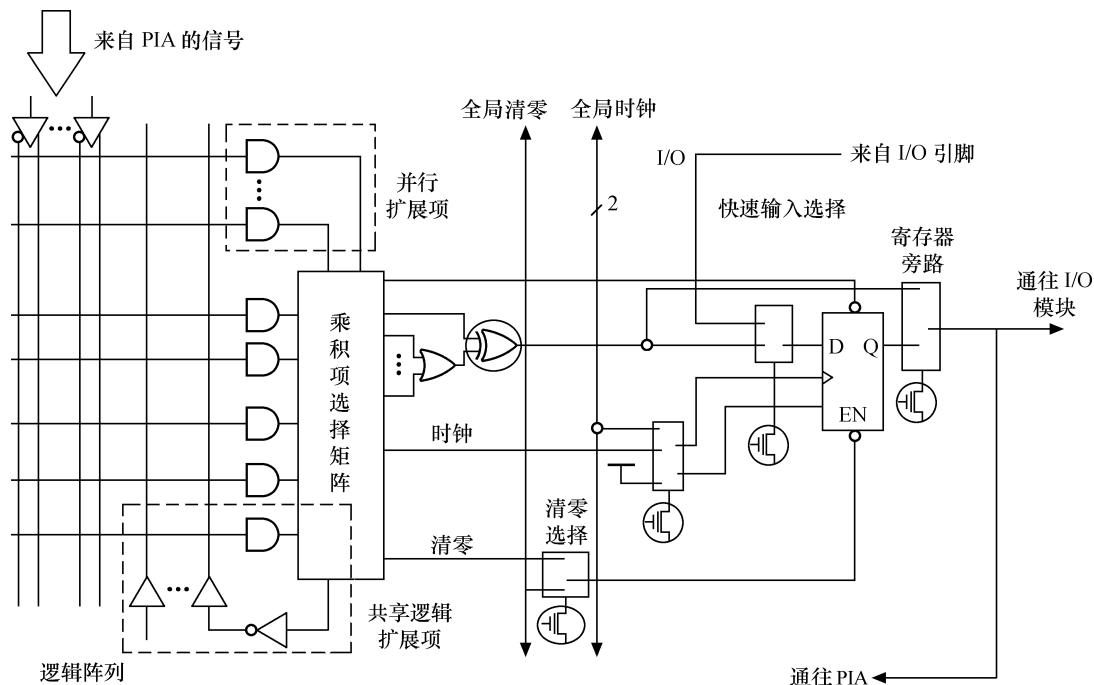 来自 PIA 的信号
全局清零
全局时钟
I/O
来自 I/O 引脚
并行
扩展项
2
快速输入选择
寄存器
旁路
通往 I/O
模块
乘
积
项
选
择
矩
阵
D
Q
EN
时钟
清零
选择
清零
共享逻辑
扩展项
逻辑阵列
通往 PIA